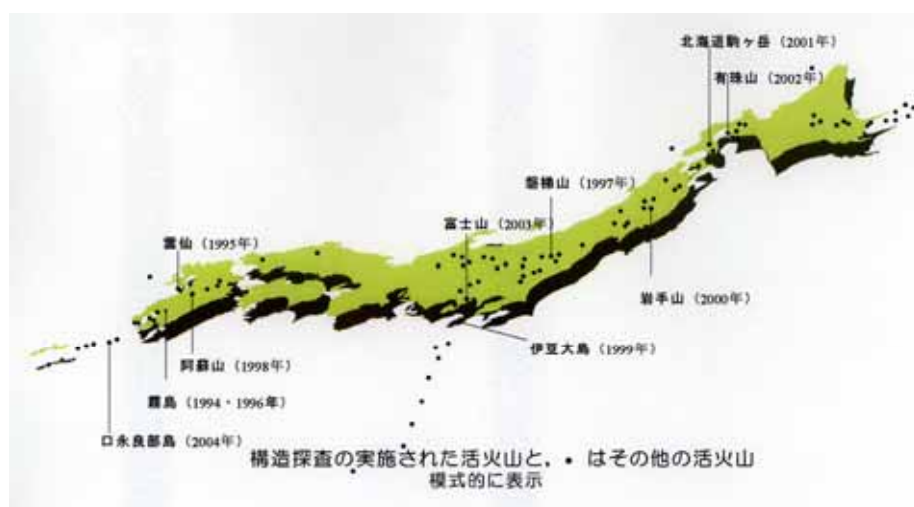 北海道駒ヶ岳（2001年）
有珠山（2002年）
磐梯山（1997年）
富士山（2003年）
雲仙（1995年）
岩手山（2000年）
伊豆大島（1999年）
阿蘇山（1998年）
霧島（1994・1996年）
口永良部島（2004年）
構造探査の実施された活火山と，• はその他の活火山
模式的に表示